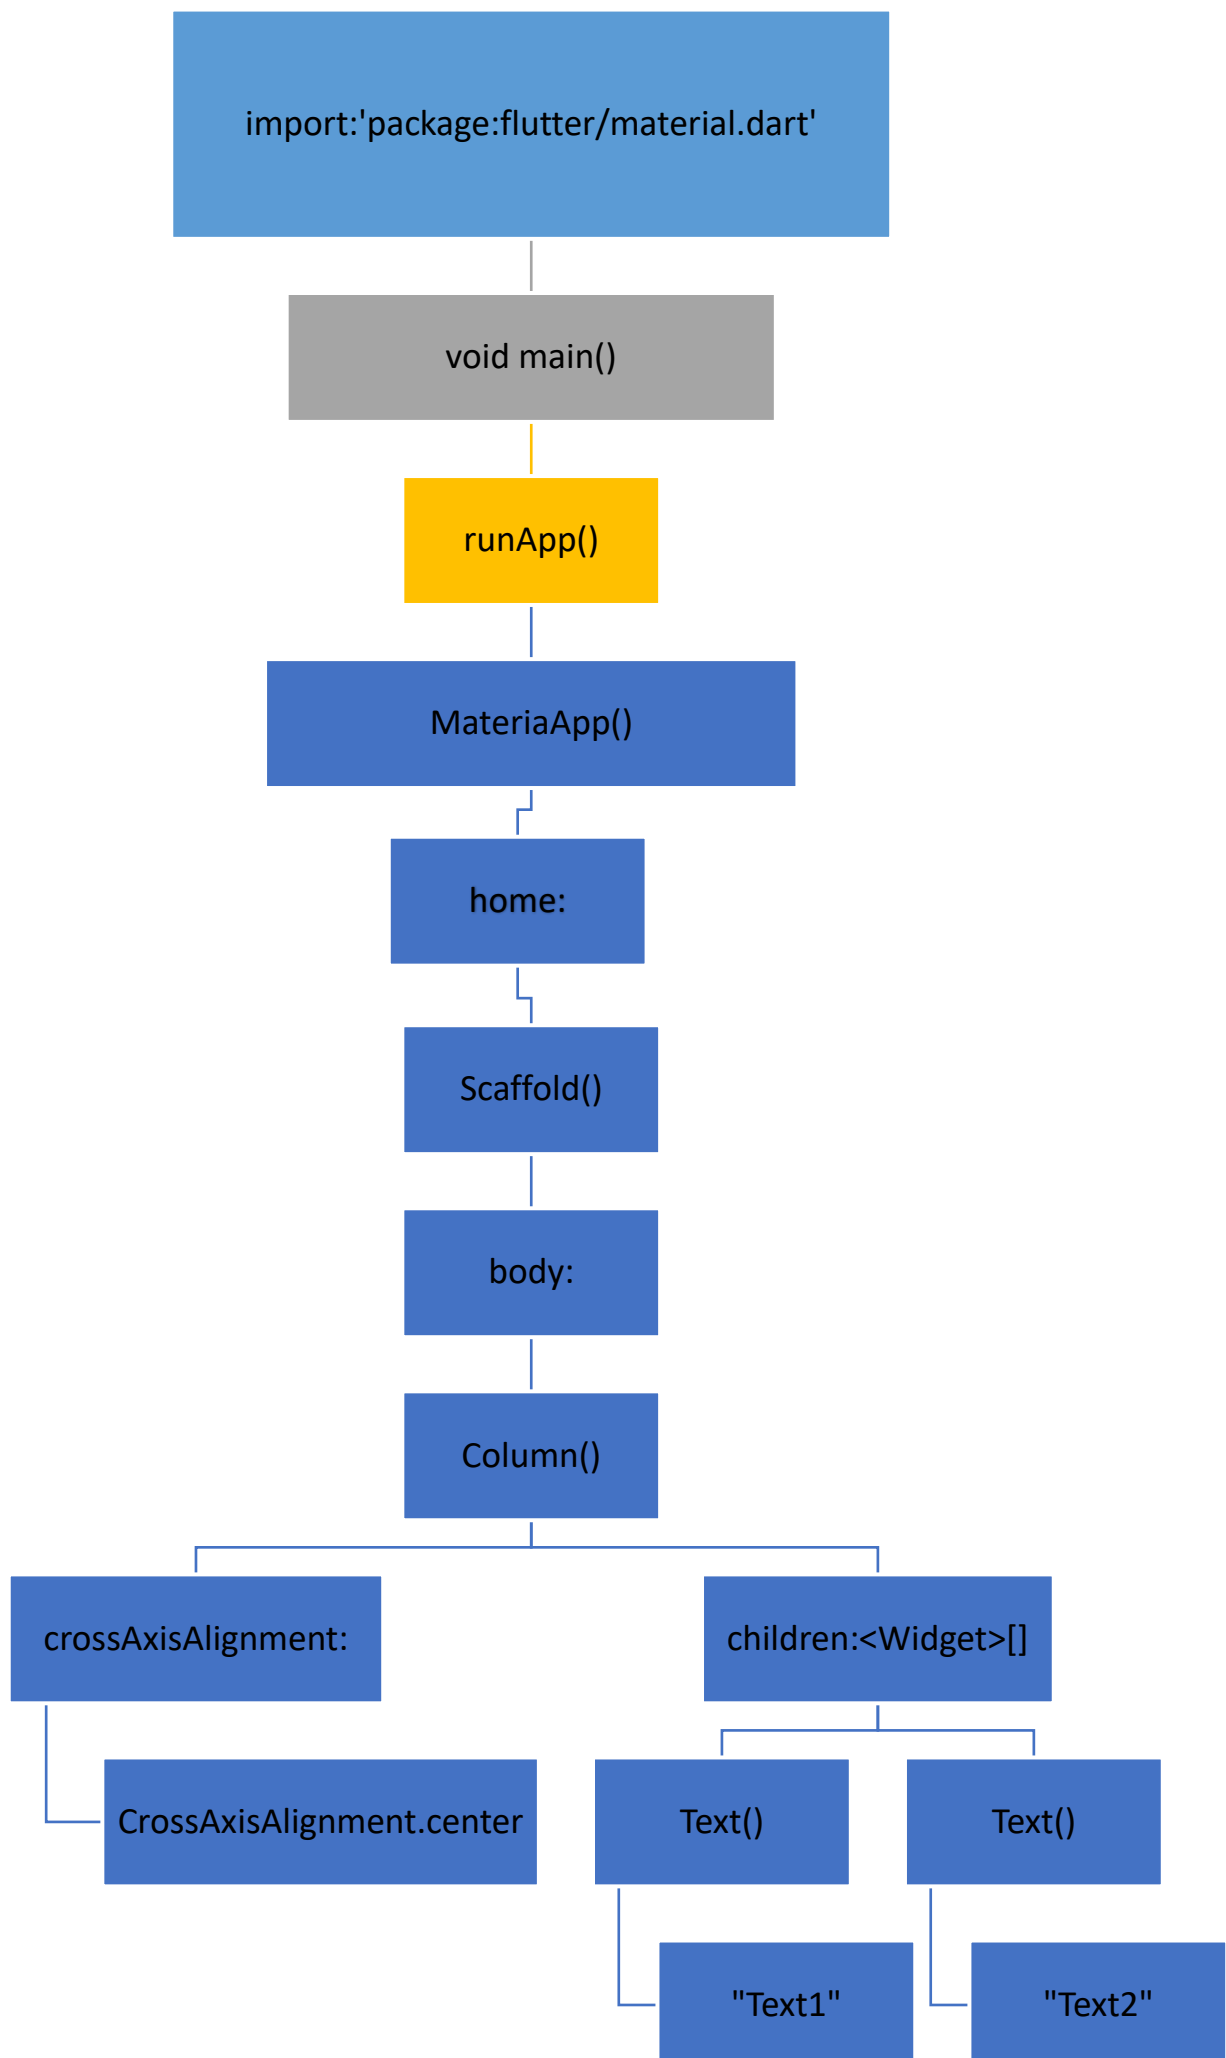 import:'package:flutter/material.dart'
void main()
runApp()
MateriaApp()
home:
Scaffold()
body:
Column()
crossAxisAlignment:
children:<Widget>[]
CrossAxisAlignment.center
Text()
Text()
"Text1"
"Text2"